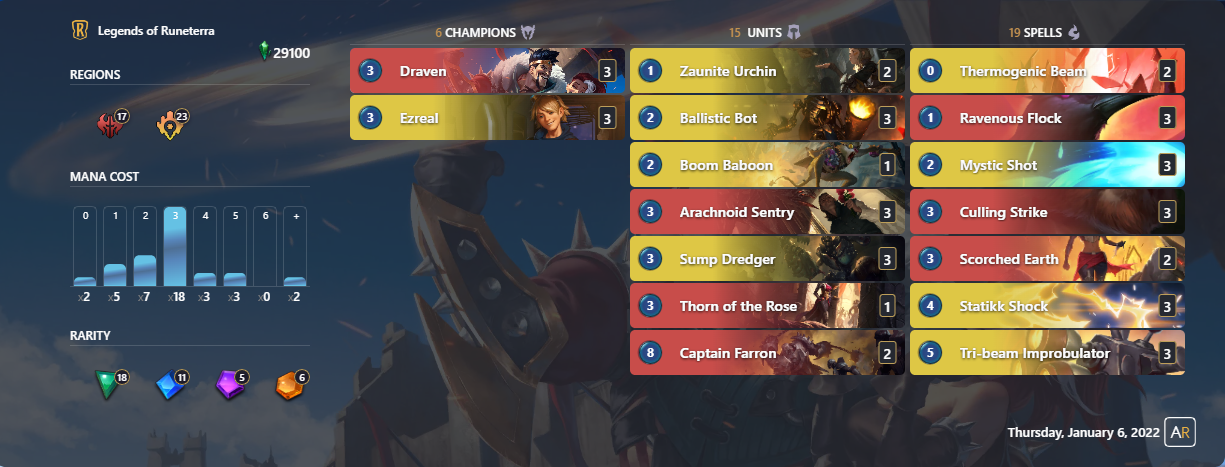 Legends of Runeterra
29100
REGIONS
17 23
MANA COST
0 1 2 3 4 5 6 +
x2 x5 x7 x18 x3 x3 x0 x2
RARITY
18 11 5 6
6 CHAMPIONS
3 Draven 3
3 Ezreal 3
15 UNITS
1 Zaunite Urchin 2
2 Ballistic Bot 3
2 Boom Baboon 1
3 Arachnoid Sentry 3
3 Sump Dredger 3
3 Thorn of the Rose 1
8 Captain Farron 2
19 SPELLS
0 Thermogenic Beam 2
1 Ravenous Flock 3
2 Mystic Shot 3
3 Culling Strike 3
3 Scorched Earth 2
4 Statikk Shock 3
5 Tri-beam Improbulator 3
Thursday, January 6, 2022 AR